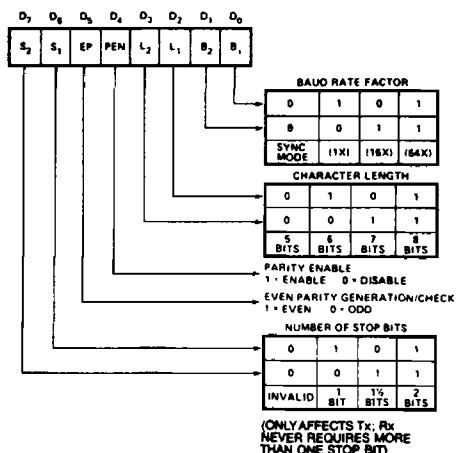 D7 D6 D5 D4 D3 D2 D1 D0
S2 S1 EP PEN L2 L1 B2 B1
BAUD RATE FACTOR
0 1 0 1
0 0 1 1
SYNC MODE (1X) (16X) (64X)
CHARACTER LENGTH
0 1 0 1
0 0 1 1
5 BITS 6 BITS 7 BITS 8 BITS
PARITY ENABLE
1 = ENABLE 0 = DISABLE
EVEN PARITY GENERATION/CHECK
1 = EVEN 0 = ODD
NUMBER OF STOP BITS
0 1 0 1
0 0 1 1
INVALID 1 BIT 1½ BITS 2 BITS
(ONLY AFFECTS Tx; Rx
NEVER REQUIRES MORE
THAN ONE STOP BIT)